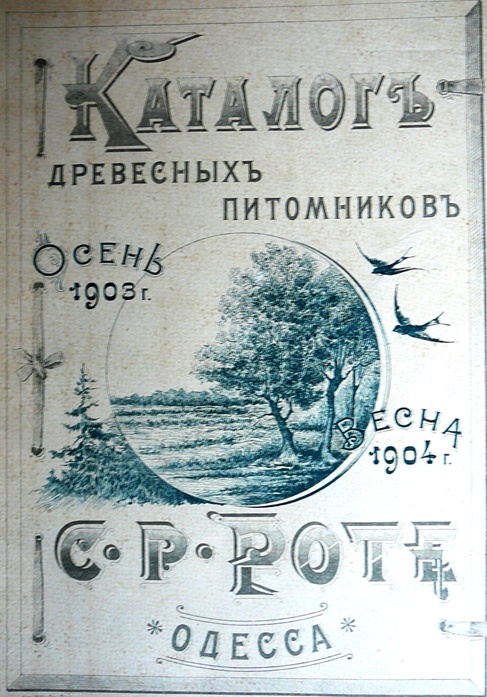 Каталогъ
древесныхъ
питомниковъ
Осень
1903 г.
Весна
1904 г.
С. Р. Роте
Одесса